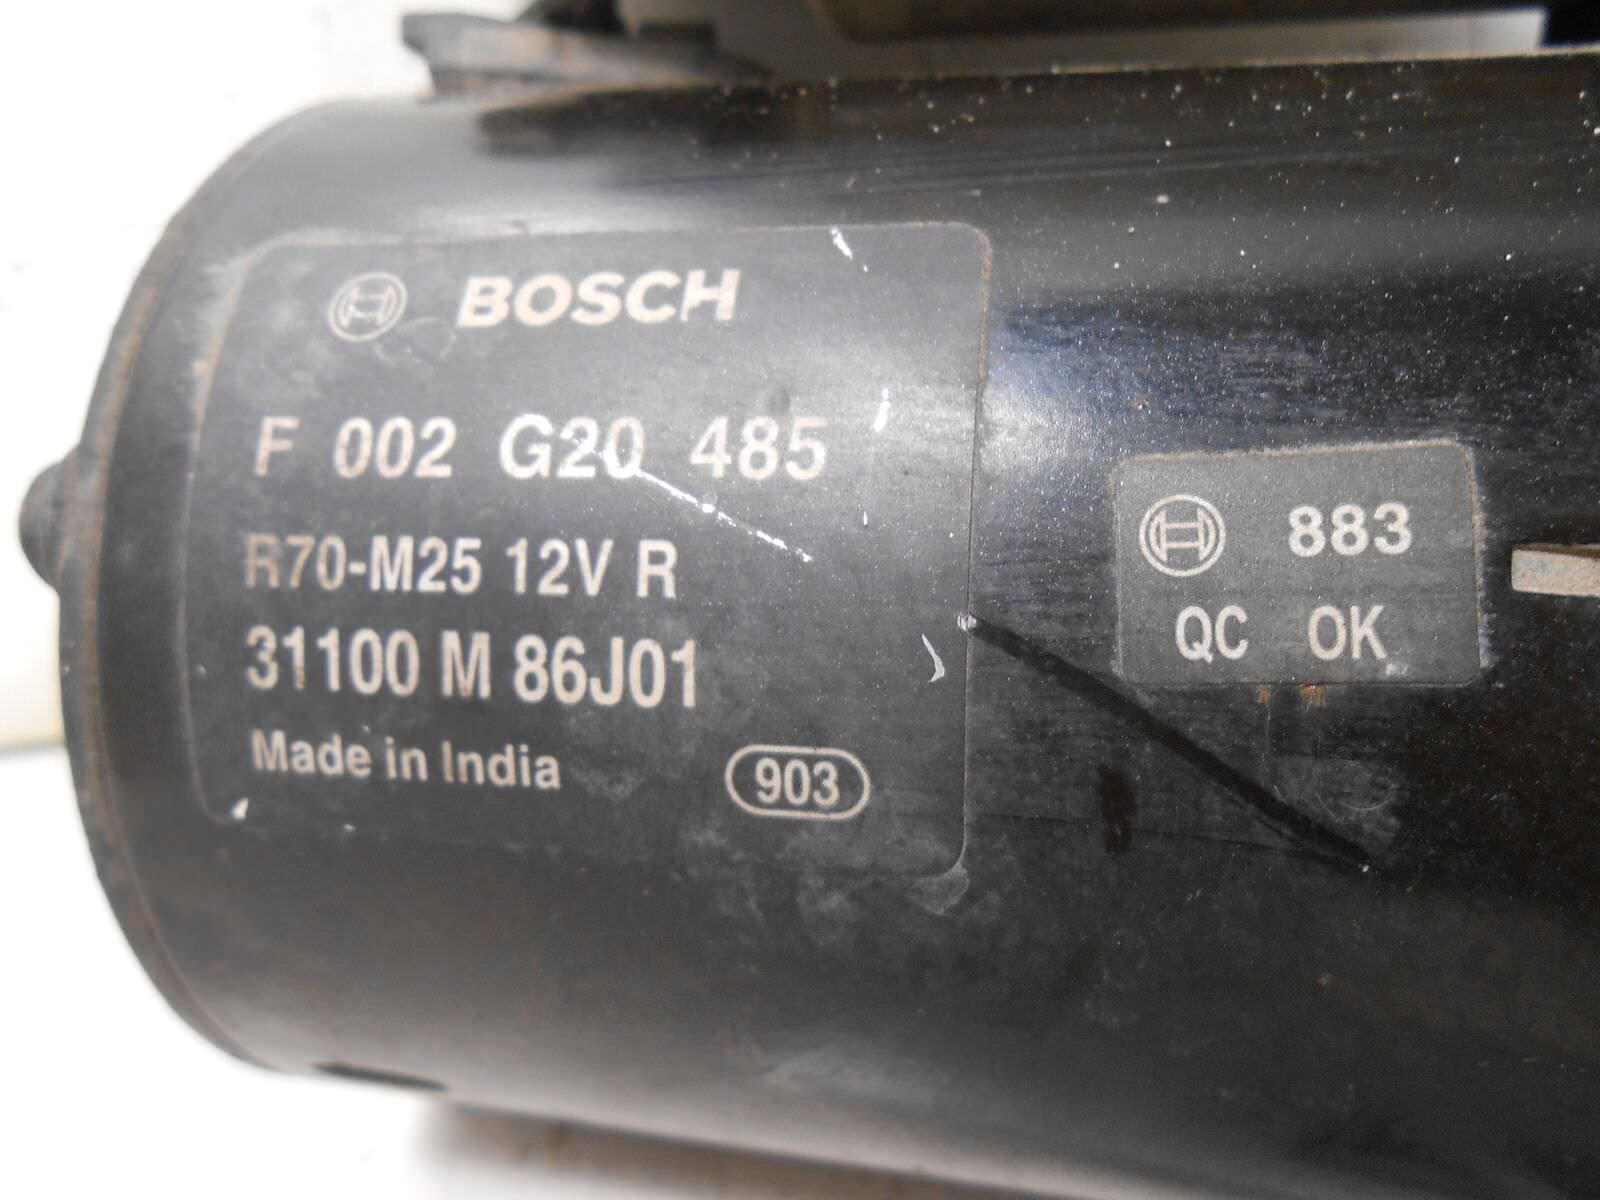 BOSCH
F 002 G20 485
R70-M25 12V R
31100 M 86J01
Made in India 903
883
QC OK